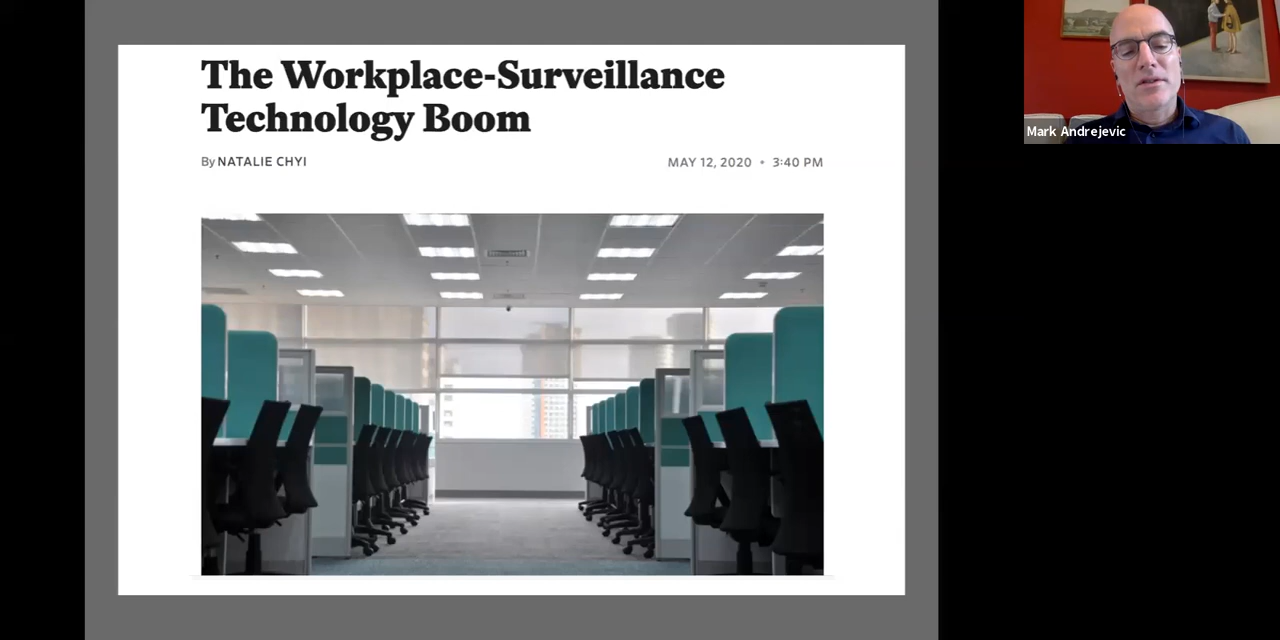 The Workplace-Surveillance
Technology Boom
By NATALIE CHYI
MAY 12, 2020 • 3:40 PM
Mark Andrejevic